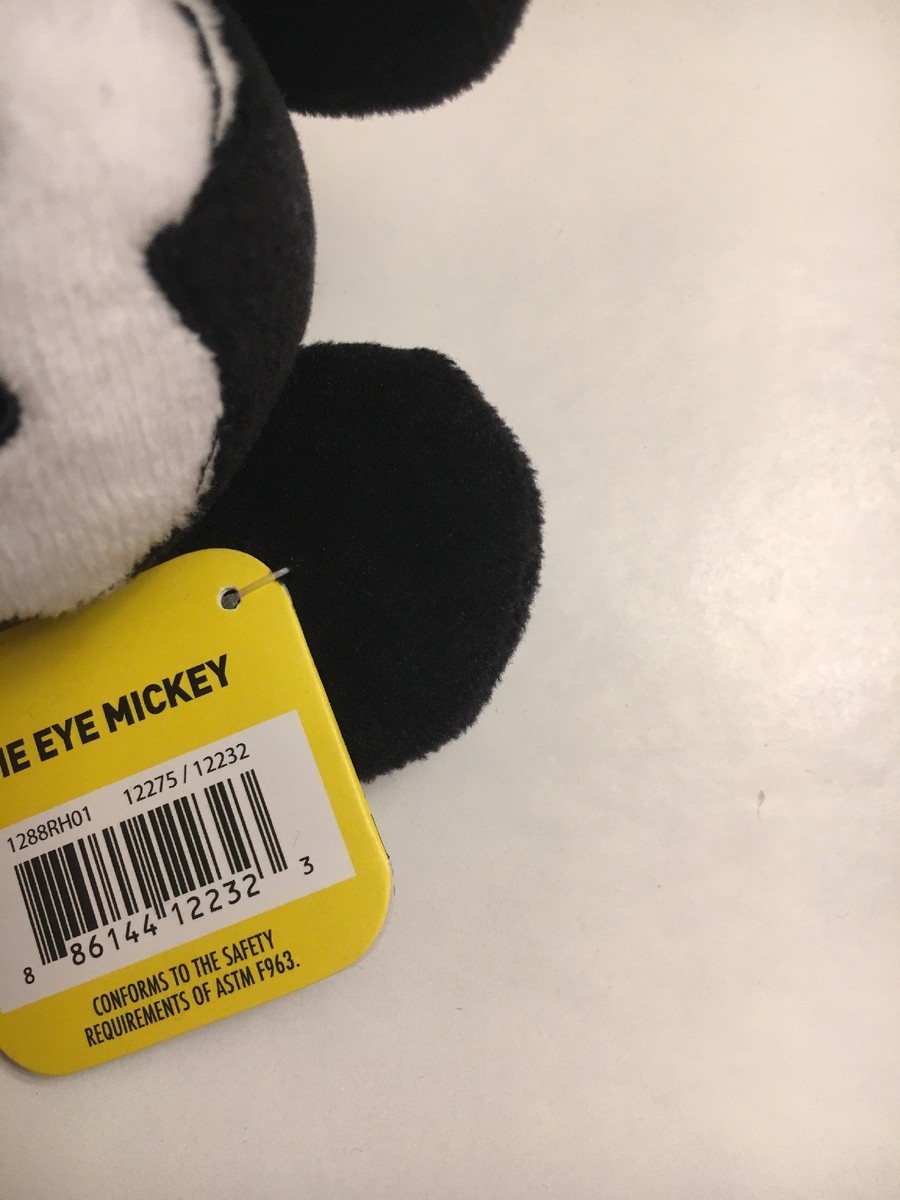 IE EYE MICKEY
1288RH01 12275 / 12232
8 86144 12232 3
CONFORMS TO THE SAFETY
REQUIREMENTS OF ASTM F963.